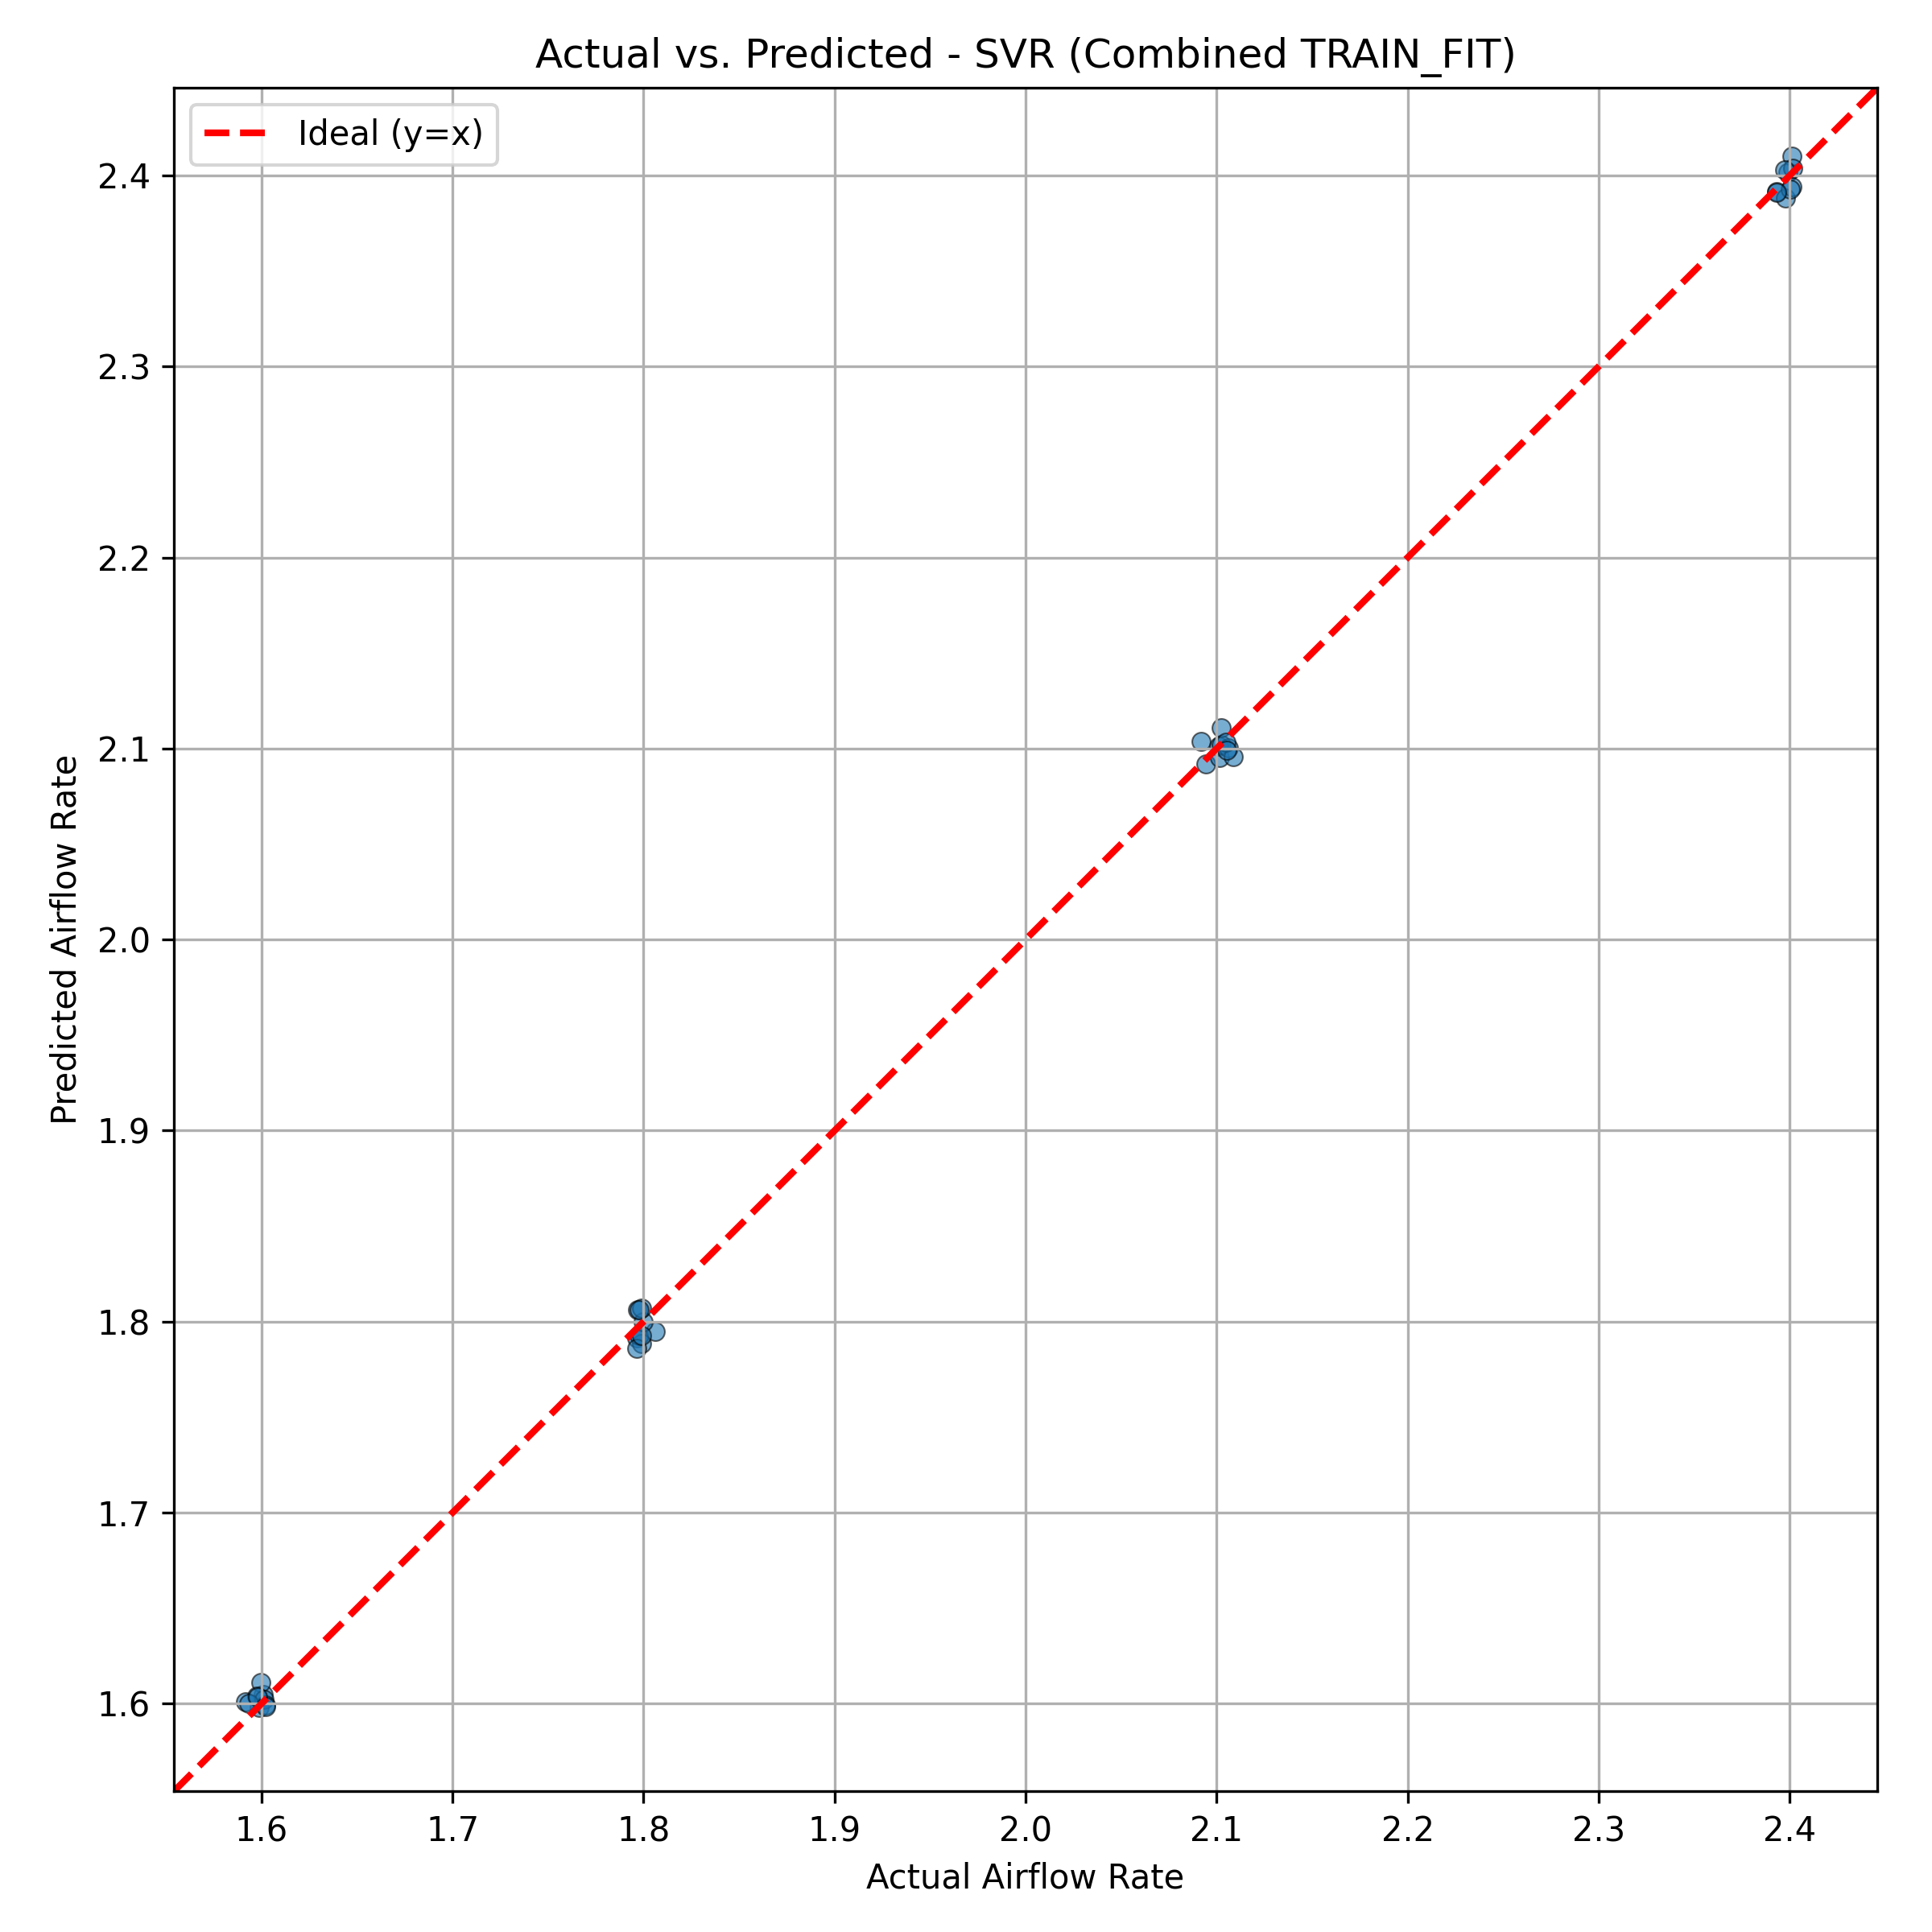 Actual vs. Predicted - SVR (Combined TRAIN_FIT)
Ideal (y=x)
2.4
2.3
2.2
2.1
2.0
1.9
1.8
1.7
1.6
Predicted Airflow Rate
1.6 1.7 1.8 1.9 2.0 2.1 2.2 2.3 2.4
Actual Airflow Rate